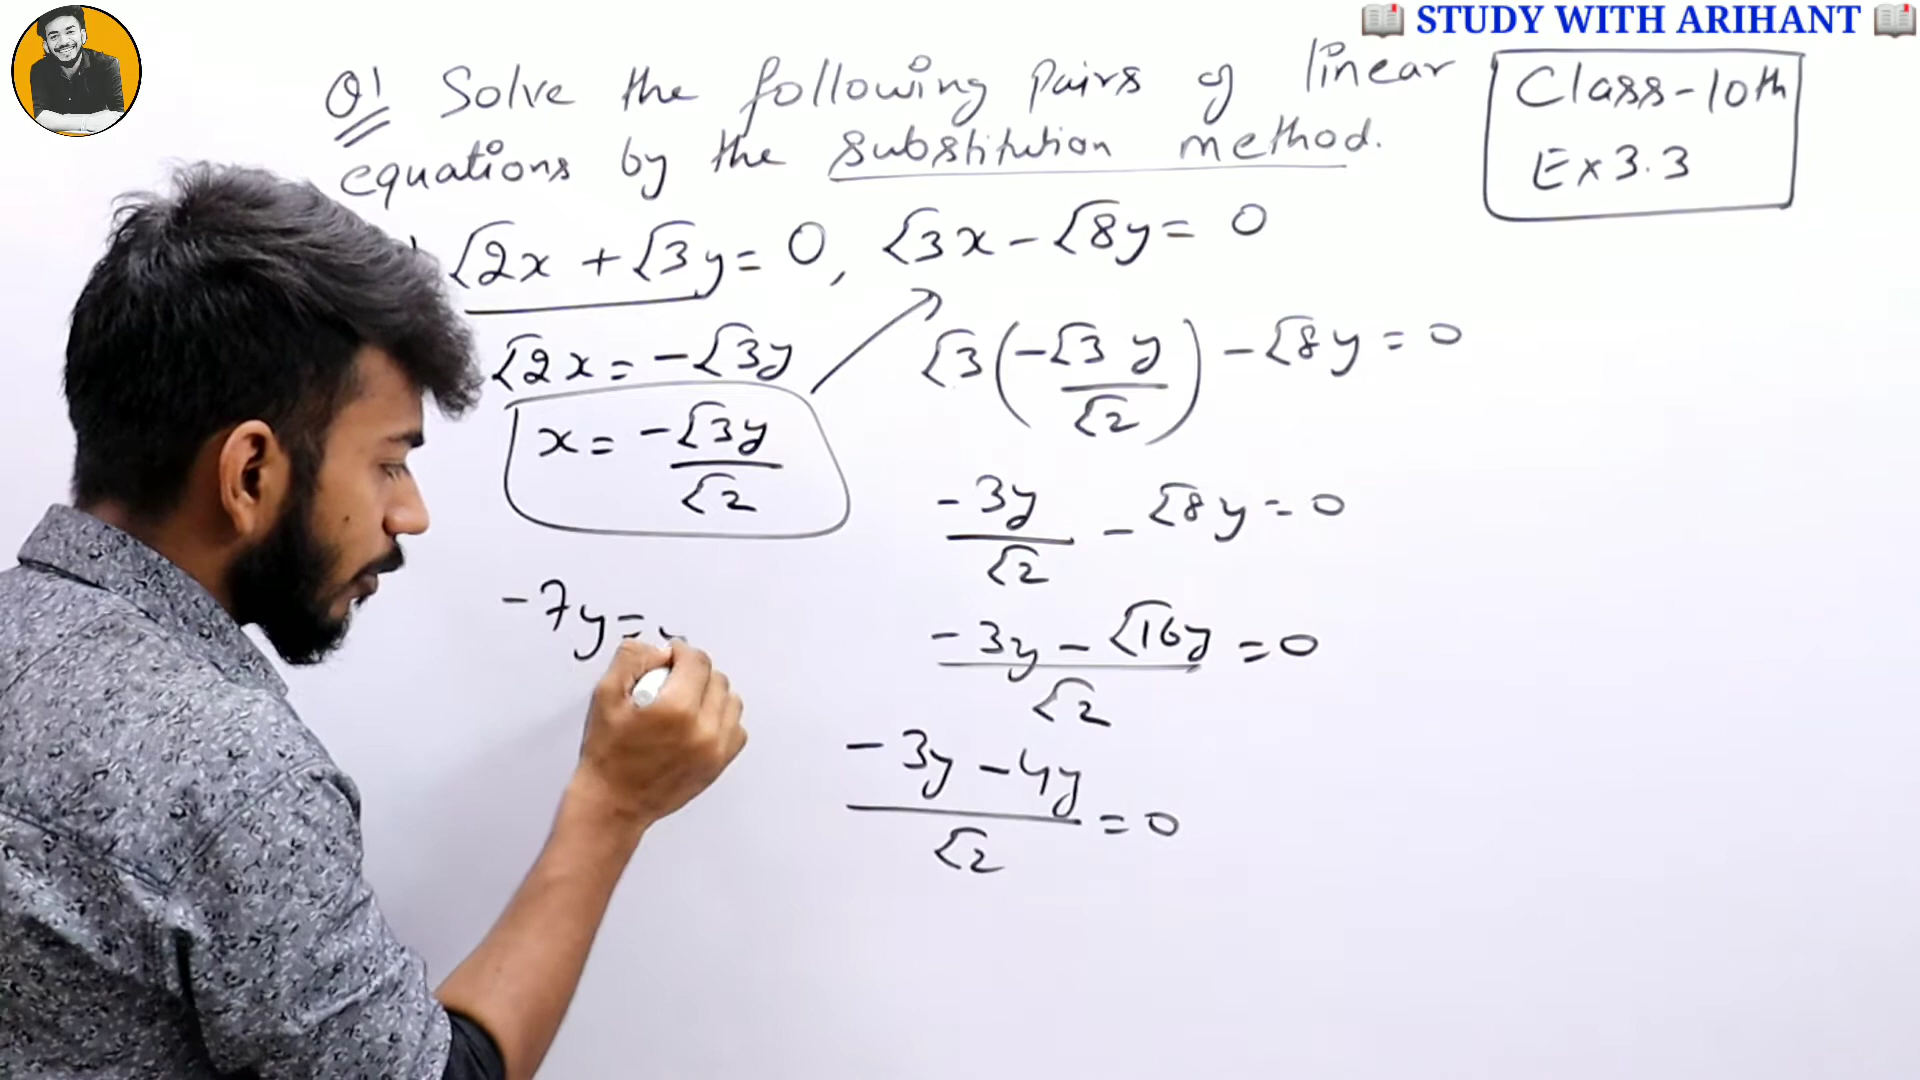 📖 STUDY WITH ARIHANT 📖
Q1 Solve the following pairs of linear
equations by the substitution method.
Class-10th
Ex 3.3
√2x + √3y = 0, √3x - √8y = 0
√2x = -√3y
x = -√3y/√2
√3(-√3 y/√2) - √8y = 0
-3y/√2 - √8y = 0
-3y - √16y/√2 = 0
-3y - 4y/√2 = 0
-7y =